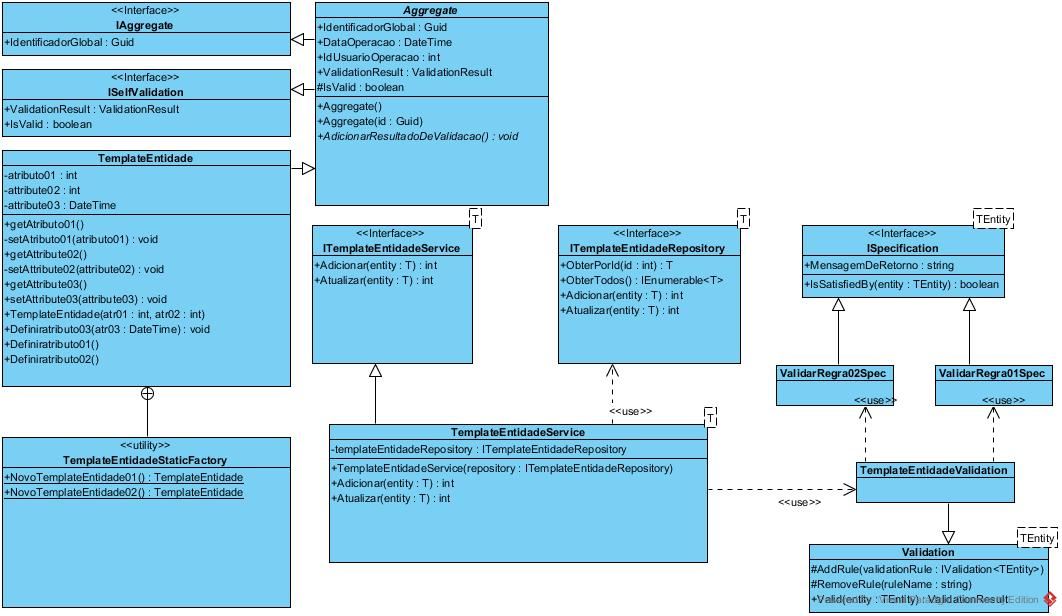 <<Interface>>
IAggregate
+IdentificadorGlobal : Guid
<<Interface>>
ISelfValidation
+ValidationResult : ValidationResult
+IsValid : boolean
Aggregate
+IdentificadorGlobal : Guid
+DataOperacao : DateTime
+IdUsuarioOperacao : int
+ValidationResult : ValidationResult
#IsValid : boolean
+Aggregate()
+Aggregate(id : Guid)
+AdicionarResultadoDeValidacao() : void
TemplateEntidade
-atributo01 : int
-attribute02 : int
-attribute03 : DateTime
+getAtributo01()
-setAtributo01(atributo01) : void
+getAttribute02()
-setAttribute02(attribute02) : void
+getAttribute03()
+setAttribute03(attribute03) : void
+TemplateEntidade(atr01 : int, atr02 : int)
+Definiratributo03(atr03 : DateTime) : void
+Definiratributo01()
+Definiratributo02()
<<utility>>
TemplateEntidadeStaticFactory
+NovoTemplateEntidade01() : TemplateEntidade
+NovoTemplateEntidade02() : TemplateEntidade
T
<<Interface>>
ITemplateEntidadeService
+Adicionar(entity : T) : int
+Atualizar(entity : T) : int
T
<<Interface>>
ITemplateEntidadeRepository
+ObterPorId(id : int) : T
+ObterTodos() : IEnumerable<T>
+Adicionar(entity : T) : int
+Atualizar(entity : T) : int
<<use>>
T
TemplateEntidadeService
-templateEntidadeRepository : ITemplateEntidadeRepository
+TemplateEntidadeService(repository : ITemplateEntidadeRepository)
+Adicionar(entity : T) : int
+Atualizar(entity : T) : int
<<use>>
TEntity
<<Interface>>
ISpecification
+MensagemDeRetorno : string
+IsSatisfiedBy(entity : TEntity) : boolean
ValidarRegra02Spec
<<use>>
ValidarRegra01Spec
<<use>>
TemplateEntidadeValidation
TEntity
Validation
#AddRule(validationRule : IValidation<TEntity>)
#RemoveRule(ruleName : string)
+Valid(entity : TEntity) : ValidationResult
Edition